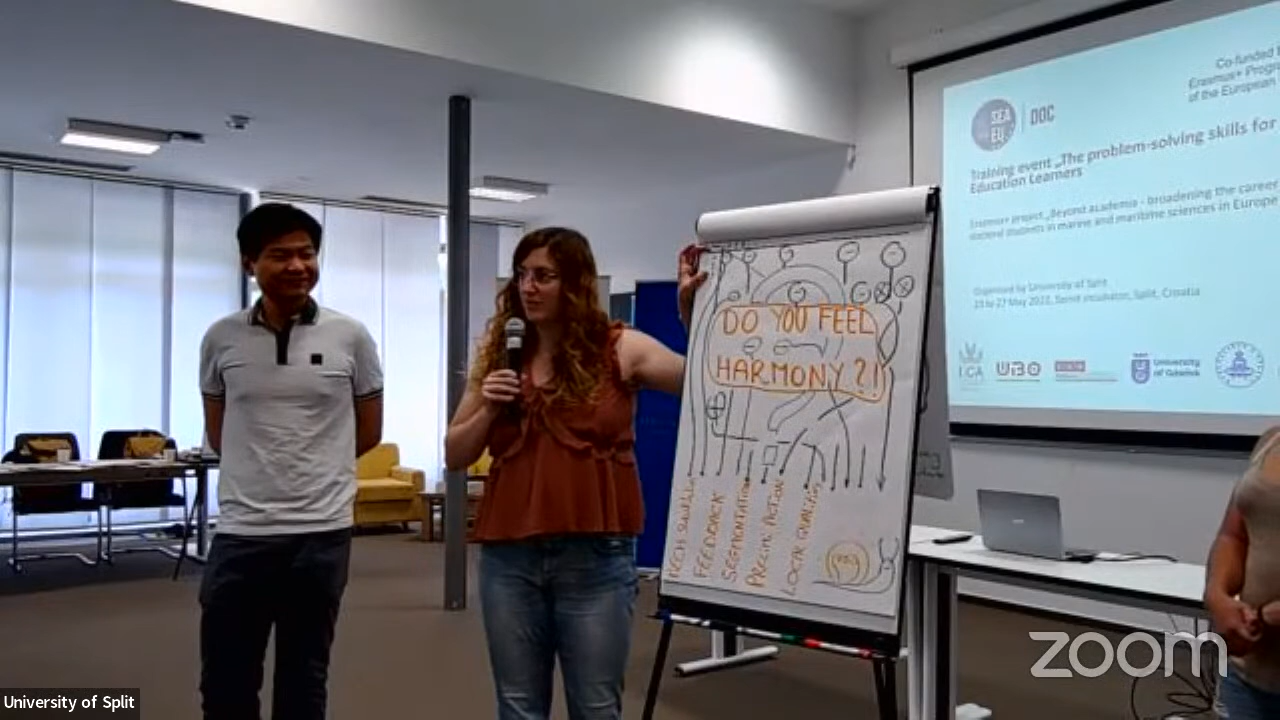 Co-funded
Erasmus+
of the European
SEA
EU
DOC
Training event „The problem-solving skills for
Education Learners
Erasmus+ project „Beyond academia - broadening the career
doctoral students in marine and maritime sciences in Europe
Organised by University of Split
23 to 27 May 2022, Spinit incubator, Split, Croatia
UBO
University
of Gdańsk
DO YOU FEEL
HARMONY?!
FEEDBACK
SEGMENTATION
University of Split
zoom